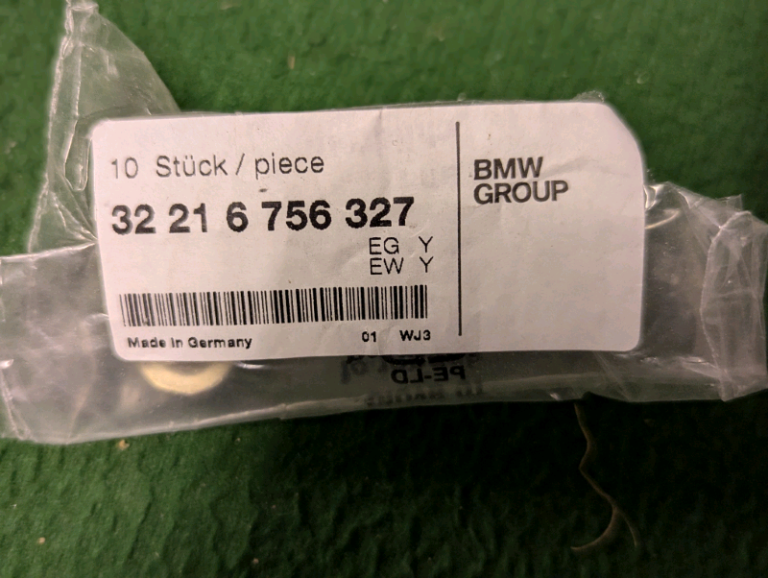 10 Stück / piece
32 21 6 756 327
EG Y
EW Y
Made in Germany 01 WJ3
BMW
GROUP
PE-LD